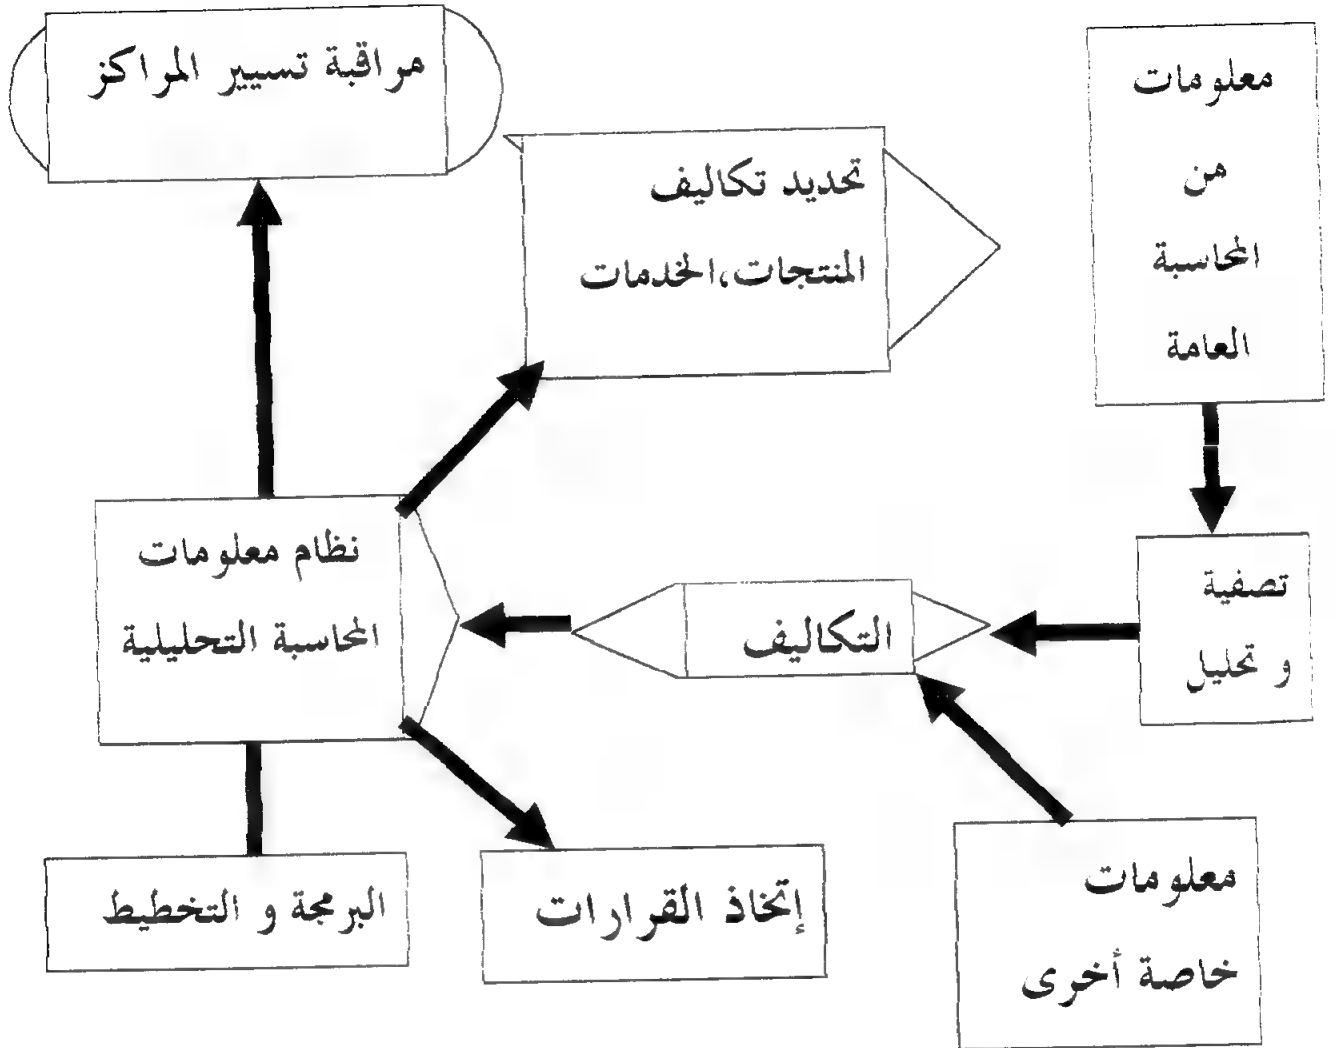 مراقبة تسيير المراكز
معلومات
من
المحاسبة
العامة
تحديد تكاليف
المنتجات،الخدمات
نظام معلومات
المحاسبة التحليلية
التكاليف
تصفية
و تحليل
البرمجة و التخطيط
إتخاذ القرارات
معلومات
خاصة أخرى